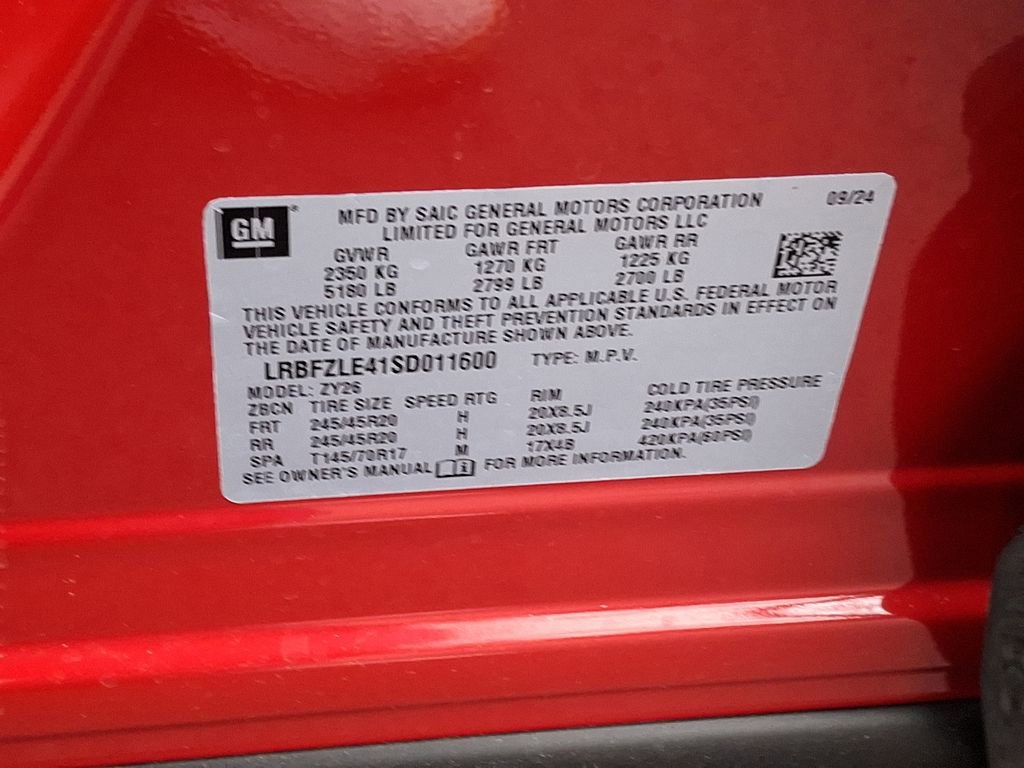 GM
MFD BY SAIC GENERAL MOTORS CORPORATION
LIMITED FOR GENERAL MOTORS LLC
09/24
GVWR GAWR FRT GAWR RR
2350 KG 1270 KG 1225 KG
5180 LB 2799 LB 2700 LB
THIS VEHICLE CONFORMS TO ALL APPLICABLE U.S. FEDERAL MOTOR
VEHICLE SAFETY AND THEFT PREVENTION STANDARDS IN EFFECT ON
THE DATE OF MANUFACTURE SHOWN ABOVE.
LRBFZLE41SD011600 TYPE: M.P.V.
MODEL: ZY26
ZBCN TIRE SIZE SPEED RTG RIM COLD TIRE PRESSURE
FRT 245/45R20 H 20X8.5J 240KPA(35PSI)
RR 245/45R20 H 20X8.5J 240KPA(35PSI)
SPA T145/70R17 M 17X4B 420KPA(60PSI)
SEE OWNER'S MANUAL FOR MORE INFORMATION.